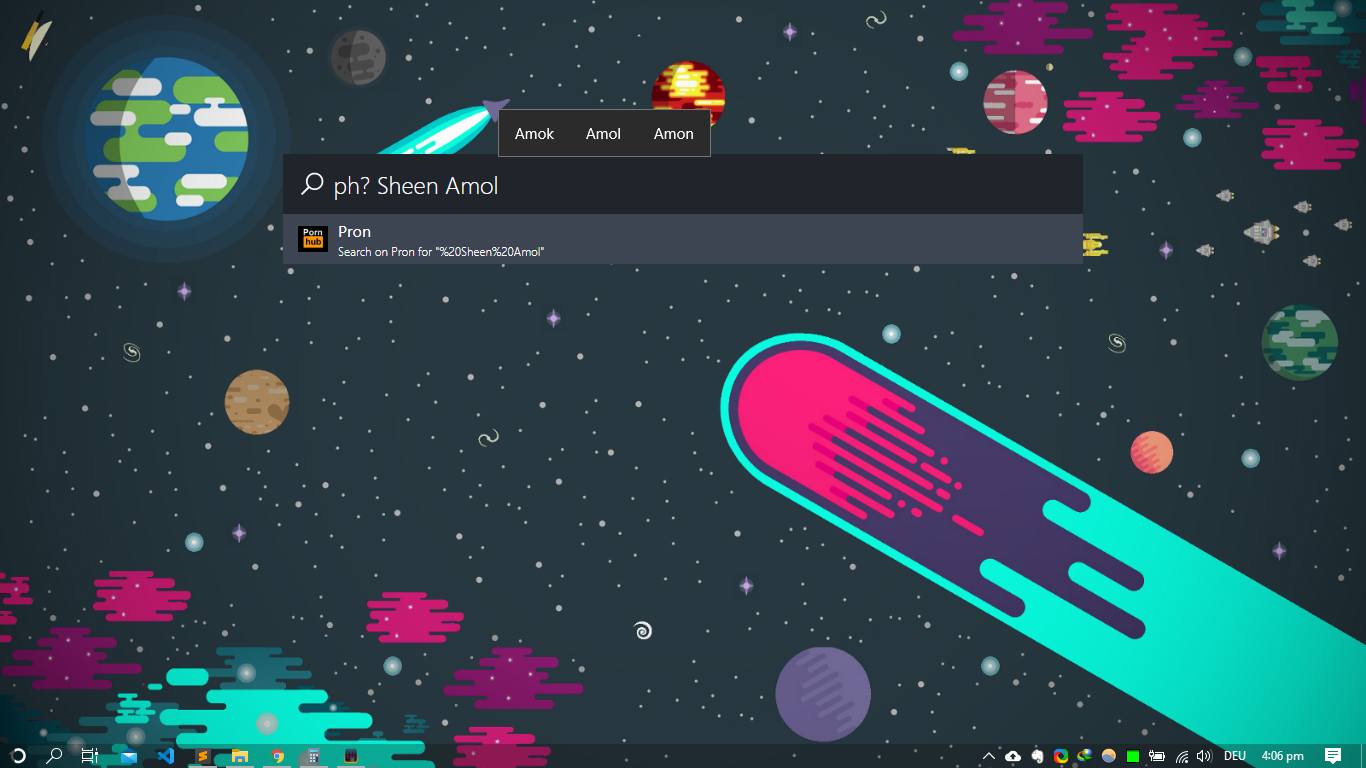 Amok Amol Amon
ph? Sheen Amol
Porn
hub
Pron
Search on Pron for "%20Sheen%20Amol"
DEU 4:06 pm